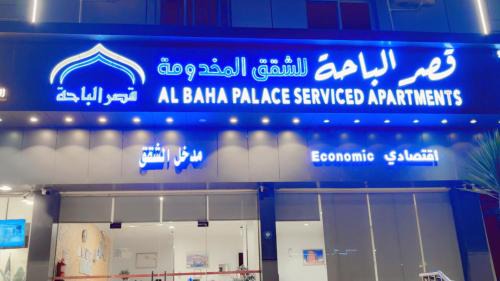 قصر الباحة للشقق المخدومة
قصر الباحة
AL BAHA PALACE SERVICED APARTMENTS
مدخل الشقق
Economic اقتصادي